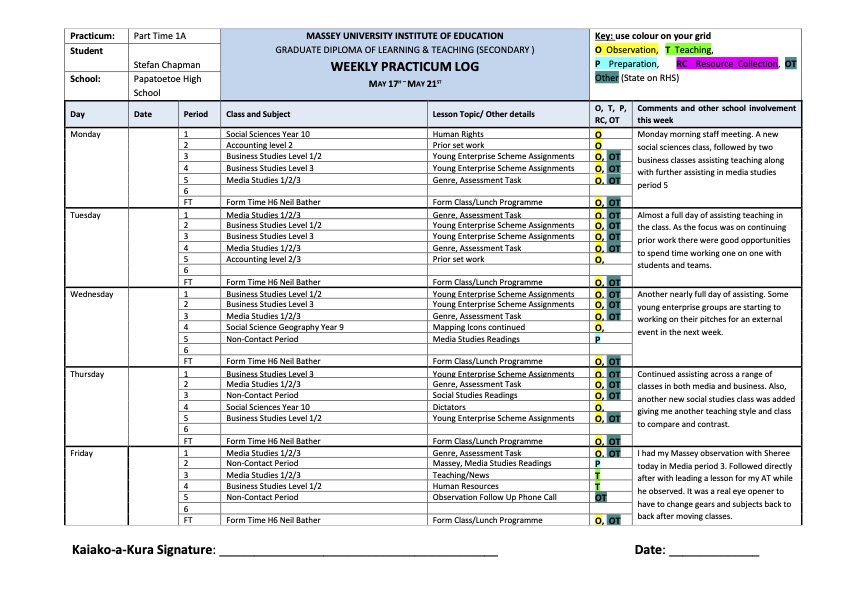 Practicum: Part Time 1A MASSEY UNIVERSITY INSTITUTE OF EDUCATION Key: use colour on your grid
Student GRADUATE DIPLOMA OF LEARNING & TEACHING (SECONDARY ) O Observation, T Teaching,
Stefan Chapman WEEKLY PRACTICUM LOG P Preparation, RC Resource Collection, OT
School: Papatoetoe High MAY 17ᴴ – MAY 21ˢᵀ Other (State on RHS)
School
Day Date Period Class and Subject Lesson Topic/ Other details O, T, P, Comments and other school involvement
RC, OT this week
Monday 1 Social Sciences Year 10 Human Rights O Monday morning staff meeting. A new
2 Accounting level 2 Prior set work O social sciences class, followed by two
3 Business Studies Level 1/2 Young Enterprise Scheme Assignments O, OT business classes assisting teaching along
4 Business Studies Level 3 Young Enterprise Scheme Assignments O, OT with further assisting in media studies
5 Media Studies 1/2/3 Genre, Assessment Task O, OT period 5
6
FT Form Time H6 Neil Bather Form Class/Lunch Programme O, OT
Tuesday 1 Media Studies 1/2/3 Genre, Assessment Task O, OT Almost a full day of assisting teaching in
2 Business Studies Level 1/2 Young Enterprise Scheme Assignments O, OT the class. As the focus was on continuing
3 Business Studies Level 3 Young Enterprise Scheme Assignments O, OT prior work there were good opportunities
4 Media Studies 1/2/3 Genre, Assessment Task O, OT to spend time working one on one with
5 Accounting level 2/3 Prior set work O, students and teams.
6
FT Form Time H6 Neil Bather Form Class/Lunch Programme O, OT
Wednesday 1 Business Studies Level 1/2 Young Enterprise Scheme Assignments O, OT Another nearly full day of assisting. Some
2 Business Studies Level 3 Young Enterprise Scheme Assignments O, OT young enterprise groups are starting to
3 Media Studies 1/2/3 Genre, Assessment Task O, OT working on their pitches for an external
4 Social Science Geography Year 9 Mapping Icons continued O, event in the next week.
5 Non-Contact Period Media Studies Readings P
6
FT Form Time H6 Neil Bather Form Class/Lunch Programme O, OT
Thursday 1 Business Studies Level 3 Young Enterprise Scheme Assignments O, OT Continued assisting across a range of
2 Media Studies 1/2/3 Genre, Assessment Task O, OT classes in both media and business. Also,
3 Non-Contact Period Social Studies Readings O, OT another new social studies class was added
4 Social Sciences Year 10 Dictators O, giving me another teaching style and class
5 Business Studies Level 1/2 Young Enterprise Scheme Assignments O, OT to compare and contrast.
6
FT Form Time H6 Neil Bather Form Class/Lunch Programme O, OT
Friday 1 Media Studies 1/2/3 Genre, Assessment Task O, OT I had my Massey observation with Sheree
2 Non-Contact Period Massey, Media Studies Readings P today in Media period 3. Followed directly
3 Media Studies 1/2/3 Teaching/News T after with leading a lesson for my AT while
4 Business Studies Level 1/2 Human Resources T he observed. It was a real eye opener to
5 Non-Contact Period Observation Follow Up Phone Call OT have to change gears and subjects back to
6 back after moving classes.
FT Form Time H6 Neil Bather Form Class/Lunch Programme O, OT
Kaiako-a-Kura Signature: ______________________________________ Date: _____________